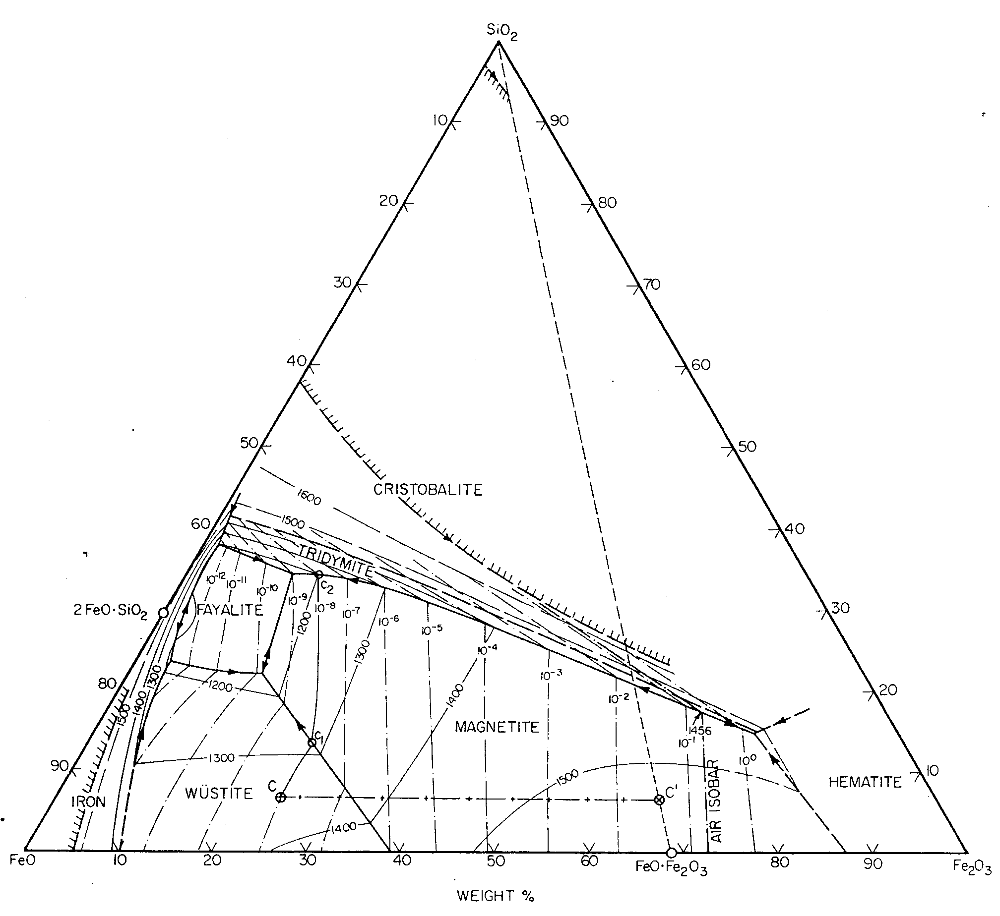 SiO2
10
90
20
80
30
70
40
60
50
50
CRISTOBALITE
1600
1500
60
40
TRIDYMITE
10-12
10-11
10-10
10-9
10-8
10-7
10-6
10-5
10-4
10-3
10-2
10-1
10⁰
C2
2FeO·SiO2
FAYALITE
30
1200
1300
1400
80
1300
1400
1500
1200
20
MAGNETITE
1456
C1
90
1300
AIR ISOBAR
10
HEMATITE
1500
C
C'
WÜSTITE
IRON
1400
FeO
10
20
30
40
50
60
FeO·Fe2O3
80
90
Fe2O3
WEIGHT %